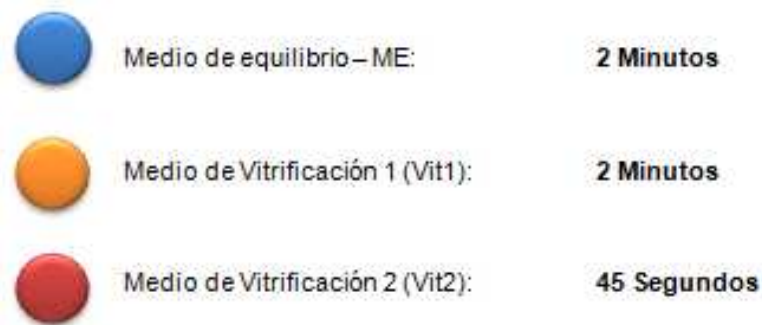 Medio de equilibrio – ME: 2 Minutos
Medio de Vitrificación 1 (Vit1): 2 Minutos
Medio de Vitrificación 2 (Vit2): 45 Segundos